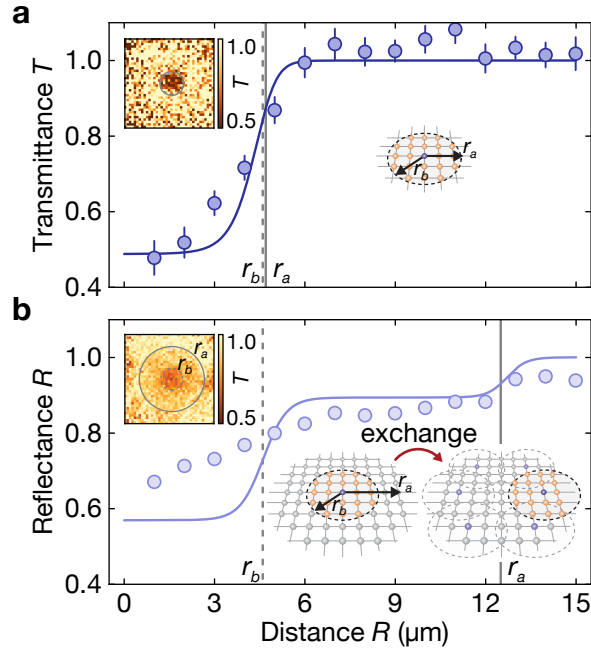 a
1.0
0.8
0.6
0.4
Transmittance T
1.0
T
0.5
r_a
r_b
r_b r_a
b
1.0
0.8
0.6
0.4
Reflectance R
1.0
T
0.5
r_a
r_b
exchange
r_a
r_b
r_b
r_a
0 3 6 9 12 15
Distance R (μm)